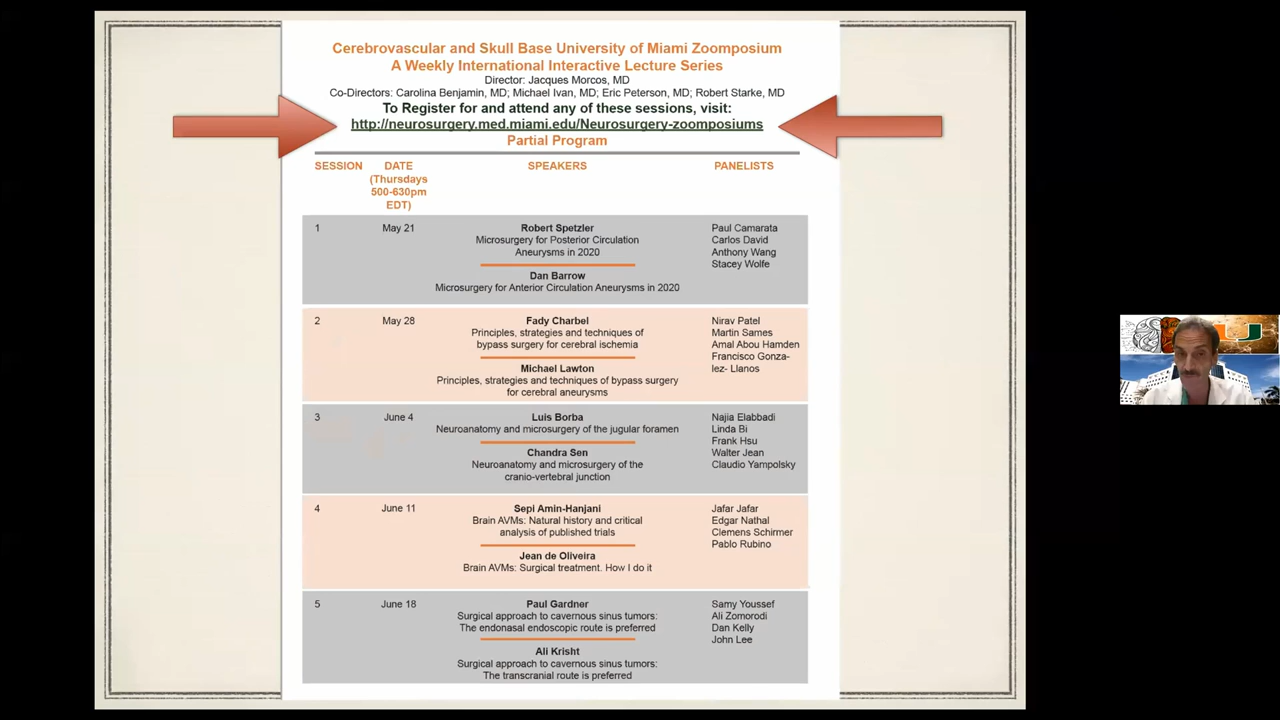 Cerebrovascular and Skull Base University of Miami Zoomposium
A Weekly International Interactive Lecture Series
Director: Jacques Morcos, MD
Co-Directors: Carolina Benjamin, MD; Michael Ivan, MD; Eric Peterson, MD; Robert Starke, MD
To Register for and attend any of these sessions, visit:
http://neurosurgery.med.miami.edu/Neurosurgery-zoomposiums
Partial Program
SESSION
DATE
(Thursdays
500-630pm
EDT)
SPEAKERS
PANELISTS
1
May 21
Robert Spetzler
Microsurgery for Posterior Circulation
Aneurysms in 2020
Dan Barrow
Microsurgery for Anterior Circulation Aneurysms in 2020
Paul Camarata
Carlos David
Anthony Wang
Stacey Wolfe
2
May 28
Fady Charbel
Principles, strategies and techniques of
bypass surgery for cerebral ischemia
Michael Lawton
Principles, strategies and techniques of bypass surgery
for cerebral aneurysms
Nirav Patel
Martin Sames
Amal Abou Hamden
Francisco Gonza-
lez- Llanos
3
June 4
Luis Borba
Neuroanatomy and microsurgery of the jugular foramen
Chandra Sen
Neuroanatomy and microsurgery of the
cranio-vertebral junction
Najia Elabbadi
Linda Bi
Frank Hsu
Walter Jean
Claudio Yampolsky
4
June 11
Sepi Amin-Hanjani
Brain AVMs: Natural history and critical
analysis of published trials
Jean de Oliveira
Brain AVMs: Surgical treatment. How I do it
Jafar Jafar
Edgar Nathal
Clemens Schirmer
Pablo Rubino
5
June 18
Paul Gardner
Surgical approach to cavernous sinus tumors:
The endonasal endoscopic route is preferred
Ali Krisht
Surgical approach to cavernous sinus tumors:
The transcranial route is preferred
Samy Youssef
Ali Zomorodi
Dan Kelly
John Lee